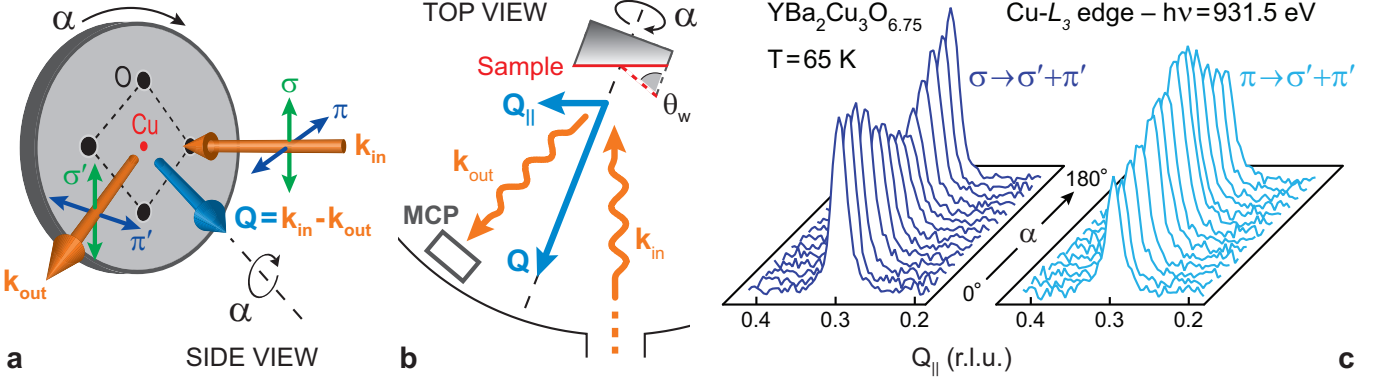 α
O
Cu
σ
π
k_in
σ′
π′
Q = k_in - k_out
k_out
α
a
SIDE VIEW
TOP VIEW
α
Sample
θ_w
Q_||
k_out
MCP
Q
k_in
b
YBa₂Cu₃O₆.₇₅
Cu-L₃ edge – hν = 931.5 eV
T = 65 K
σ→σ′+π′
π→σ′+π′
180°
α
0°
0.4 0.3 0.2
0.4 0.3 0.2
Q_|| (r.l.u.)
c